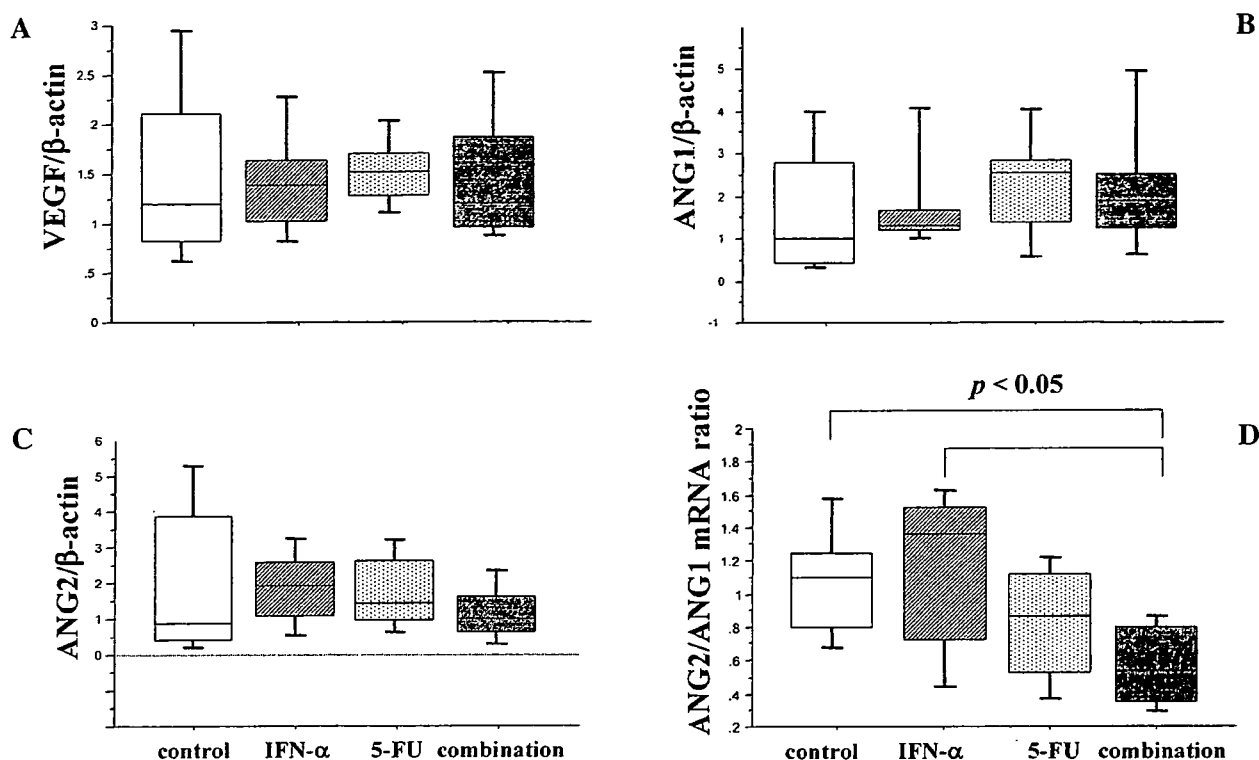 A
VEGF/β-actin
3
2.5
2
1.5
1
.5
0
B
ANG1/β-actin
5
4
3
2
1
0
-1
C
ANG2/β-actin
6
5
4
3
2
1
0
control IFN-α 5-FU combination
D
p < 0.05
ANG2/ANG1 mRNA ratio
2
1.8
1.6
1.4
1.2
1
.8
.6
.4
.2
control IFN-α 5-FU combination